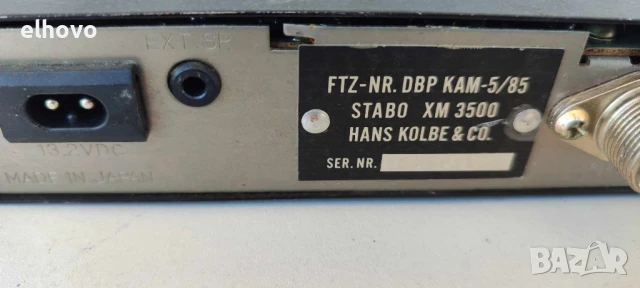 elhovo
EXT. SP
FTZ-NR. DBP KAM-5/85
STABO XM 3500
HANS KOLBE & CO.
SER. NR.
13.2VDC
MADE IN JAPAN
BAZAR